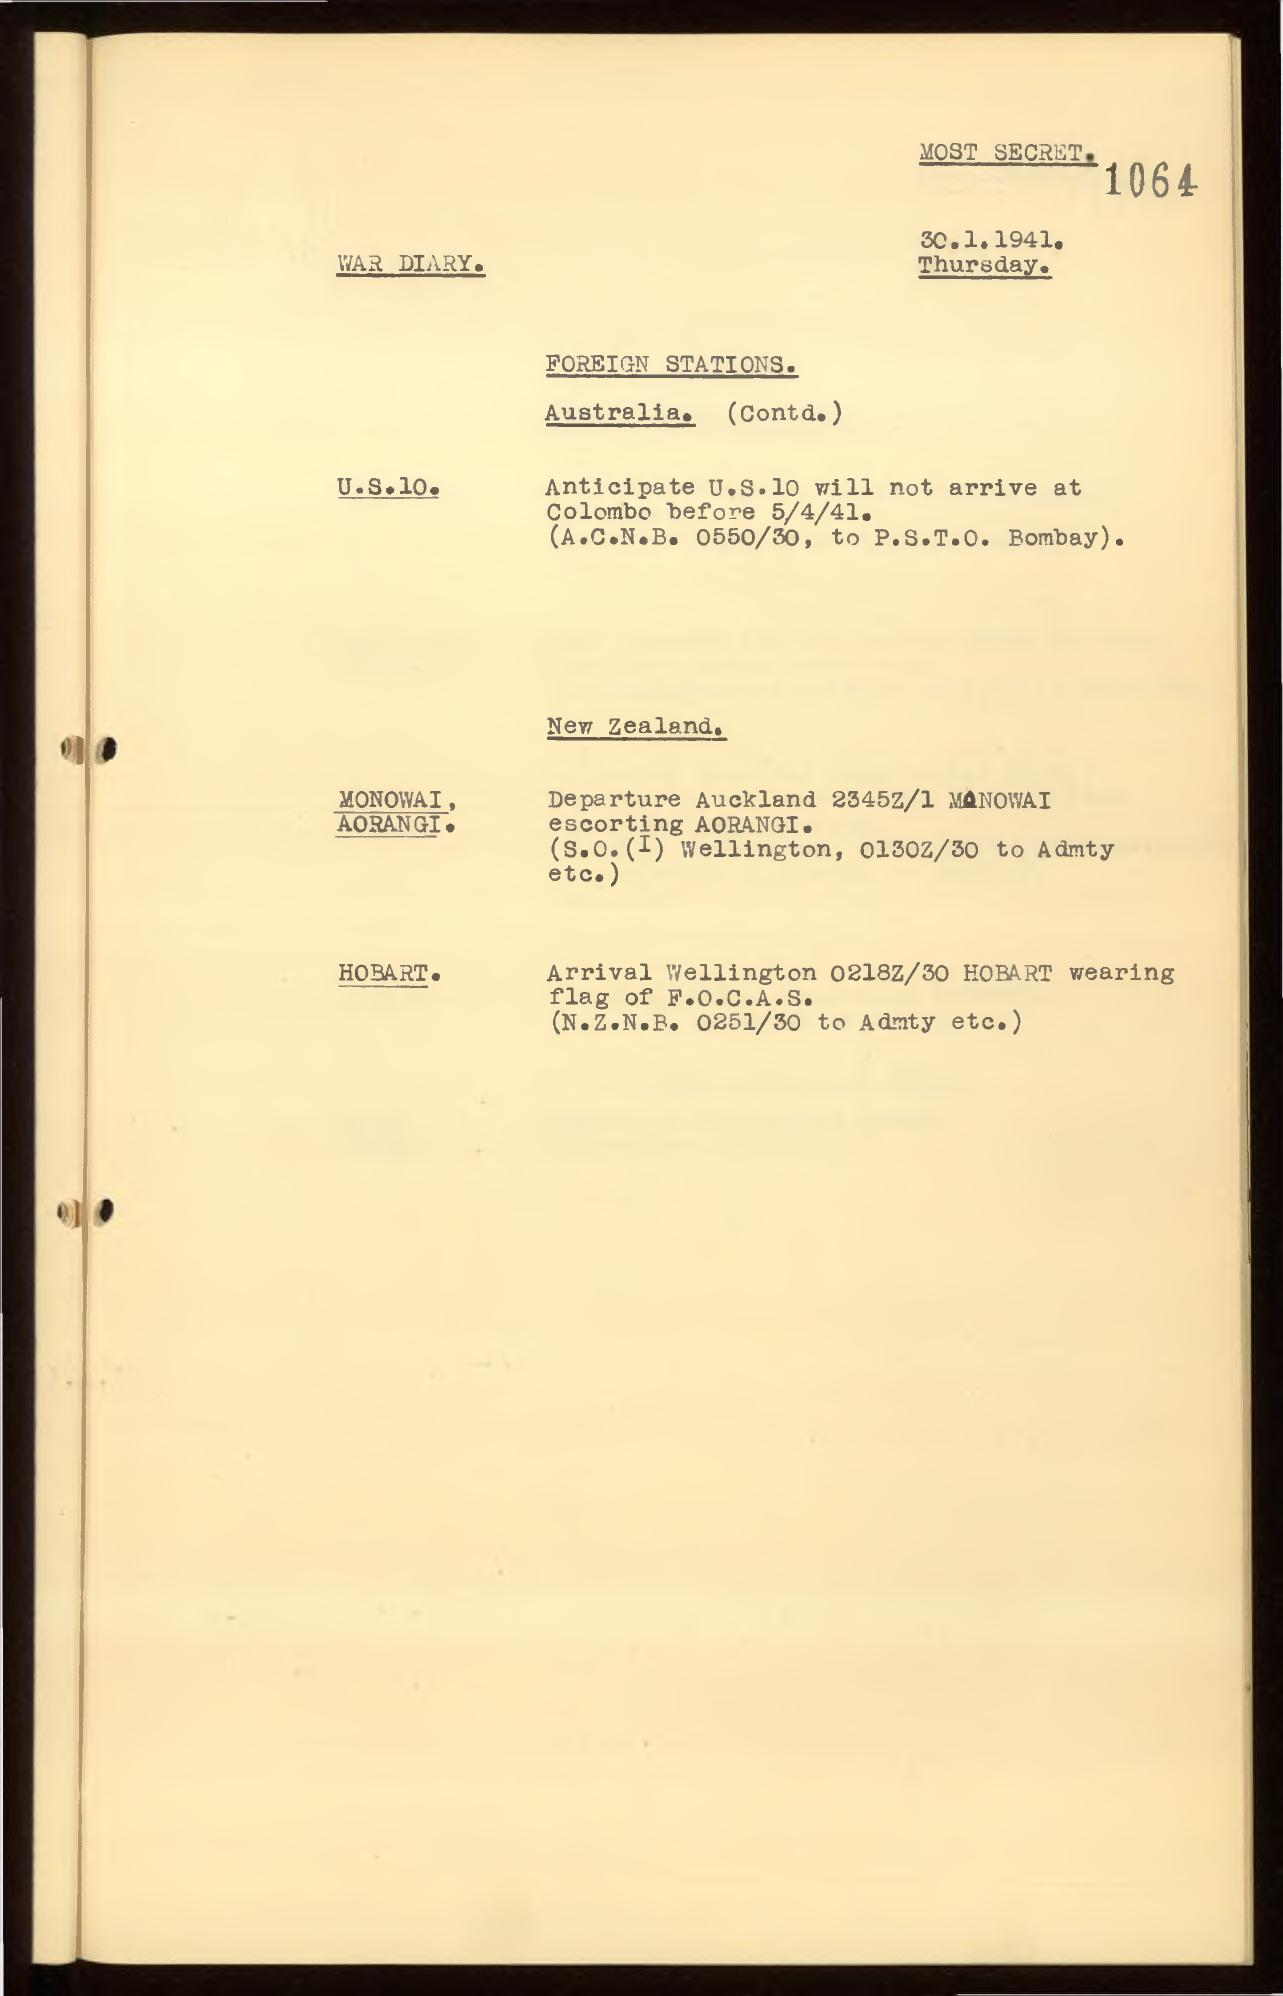 MOST SECRET.
1064
30.1.1941.
WAR DIARY.
Thursday.
FOREIGN STATIONS.
Australia. (Contd.)
U.S.10.
Anticipate U.S.10 will not arrive at
Colombo before 5/4/41.
(A.C.N.B. 0550/30, to P.S.T.O. Bombay).
New Zealand.
MONOWAI,
AORANGI.
Departure Auckland 2345Z/1 MONOWAI
escorting AORANGI.
(S.O.(I) Wellington, 0130Z/30 to Admty
etc.)
HOBART.
Arrival Wellington 0218Z/30 HOBART wearing
flag of F.O.C.A.S.
(N.Z.N.B. 0251/30 to Admty etc.)